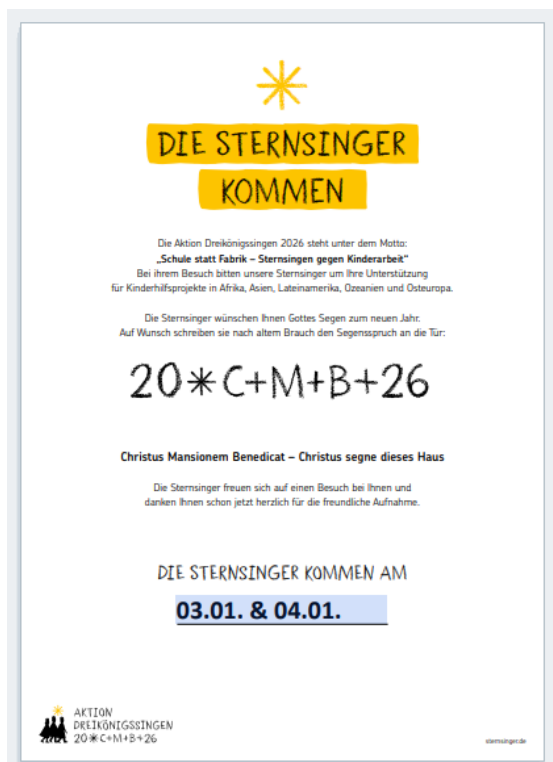 DIE STERNSINGER
KOMMEN
Die Aktion Dreikönigssingen 2026 steht unter dem Motto:
„Schule statt Fabrik – Sternsingen gegen Kinderarbeit“
Bei ihrem Besuch bitten unsere Sternsinger um Ihre Unterstützung
für Kinderhilfsprojekte in Afrika, Asien, Lateinamerika, Ozeanien und Osteuropa.
Die Sternsinger wünschen Ihnen Gottes Segen zum neuen Jahr.
Auf Wunsch schreiben sie nach altem Brauch den Segensspruch an die Tür:
20*C+M+B+26
Christus Mansionem Benedicat – Christus segne dieses Haus
Die Sternsinger freuen sich auf einen Besuch bei Ihnen und
danken Ihnen schon jetzt herzlich für die freundliche Aufnahme.
DIE STERNSINGER KOMMEN AM
03.01. & 04.01.
AKTION
DREIKÖNIGSSINGEN
20*C+M+B+26
sternsinger.de